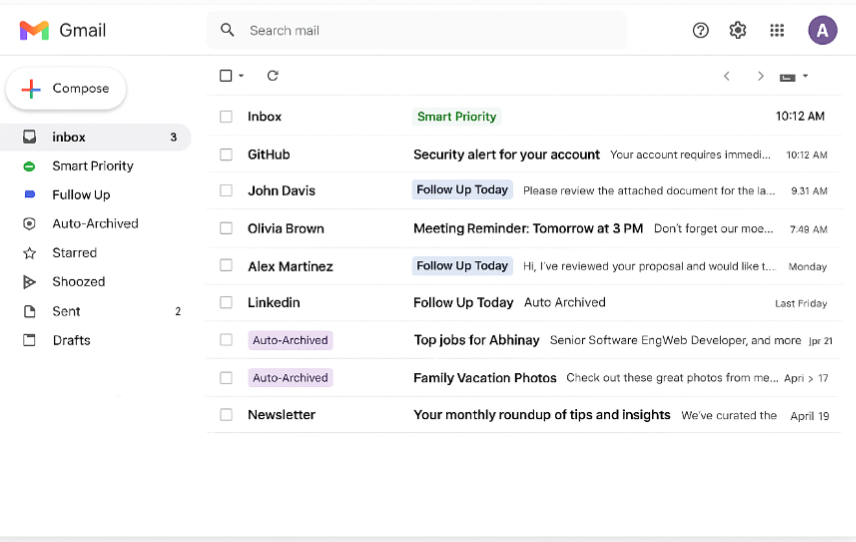 Gmail
Search mail
A
Compose
inbox 3
Smart Priority
Fullow Up
Auto-Archived
Starred
Shoozed
Sent 2
Drafts
Inbox Smart Priority 10:12 AM
GitHub Security alert for your account Your account requires immedi... 10:12 AM
John Davis Follow Up Today Please review the attached document for the la... 9.31 AM
Olivia Brown Meeting Reminder: Tomorrow at 3 PM Don't forget our moe... 7:49 AM
Alex Martinez Follow Up Today Hi, I've reviewed your proposal and would like t.... Monday
Linkedin Follow Up Today Auto Archived Last Friday
Auto-Archived Top jobs for Abhinay Senior Software EngWeb Developer, and more Jpr 21
Auto-Archived Family Vacation Photos Check out these great photos from me... Apri > 17
Newsletter Your monthly roundup of tips and insights We've curated the April 19